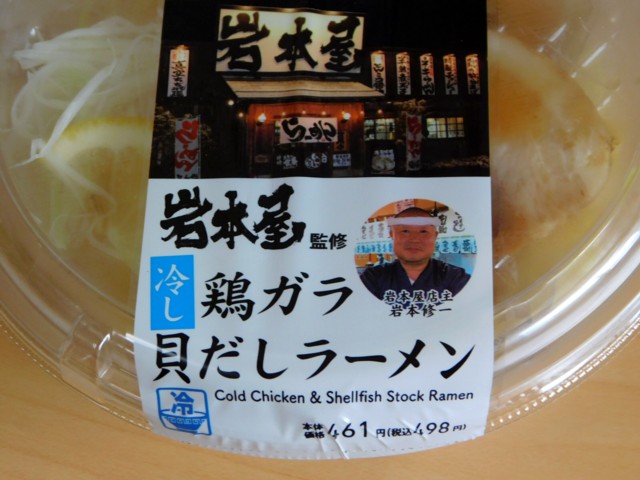 岩本屋
らーめん
岩本屋 監修
冷し 鶏ガラ
貝だしラーメン
岩本屋店主
岩本修一
Cold Chicken & Shellfish Stock Ramen
冷
本体価格461円(税込498円)